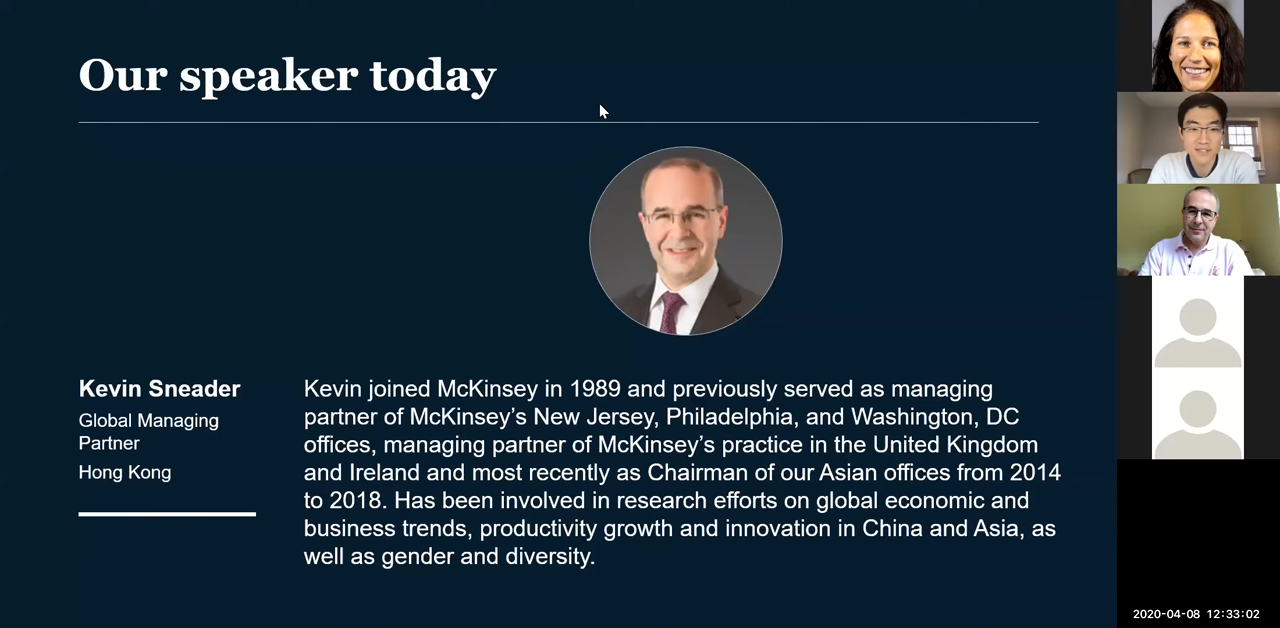 Our speaker today
Kevin Sneader
Global Managing
Partner
Hong Kong
Kevin joined McKinsey in 1989 and previously served as managing
partner of McKinsey’s New Jersey, Philadelphia, and Washington, DC
offices, managing partner of McKinsey’s practice in the United Kingdom
and Ireland and most recently as Chairman of our Asian offices from 2014
to 2018. Has been involved in research efforts on global economic and
business trends, productivity growth and innovation in China and Asia, as
well as gender and diversity.
2020-04-08 12:33:02